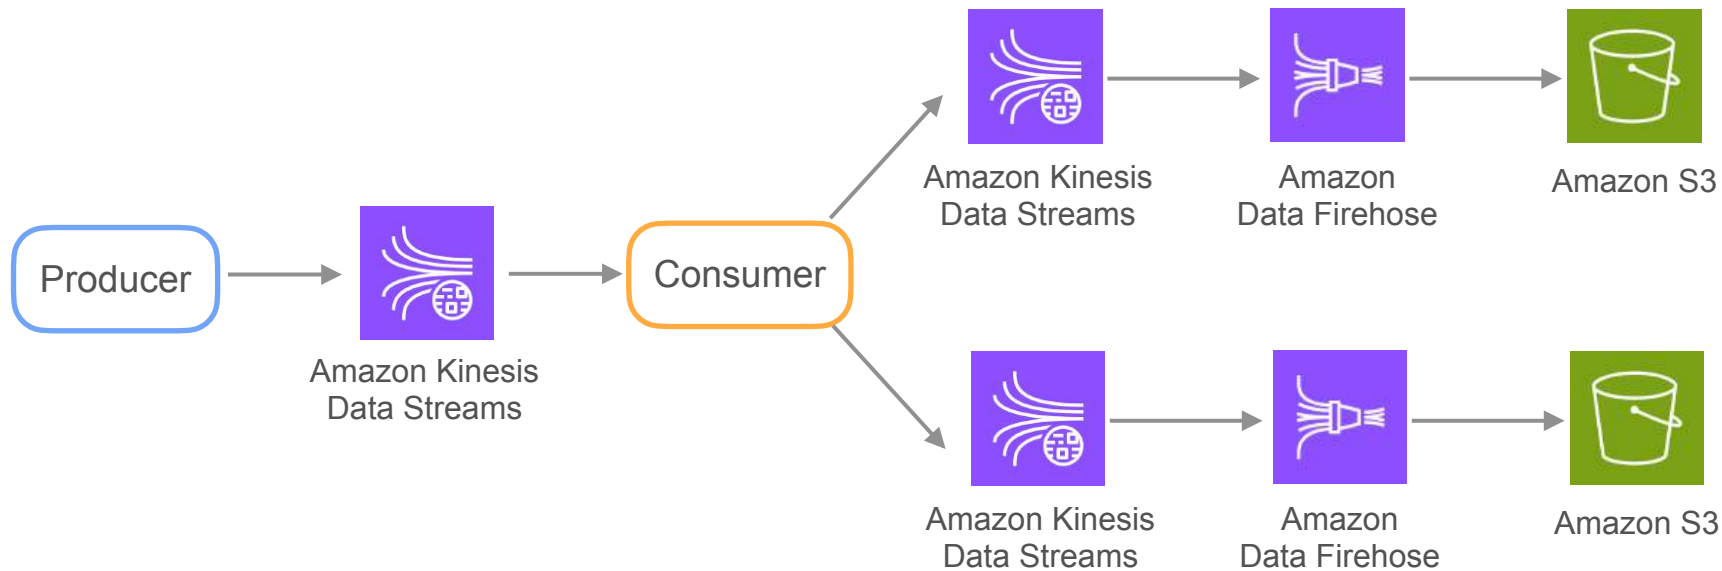 Producer
Amazon Kinesis
Data Streams
Consumer
Amazon Kinesis
Data Streams
Amazon
Data Firehose
Amazon S3
Amazon Kinesis
Data Streams
Amazon
Data Firehose
Amazon S3